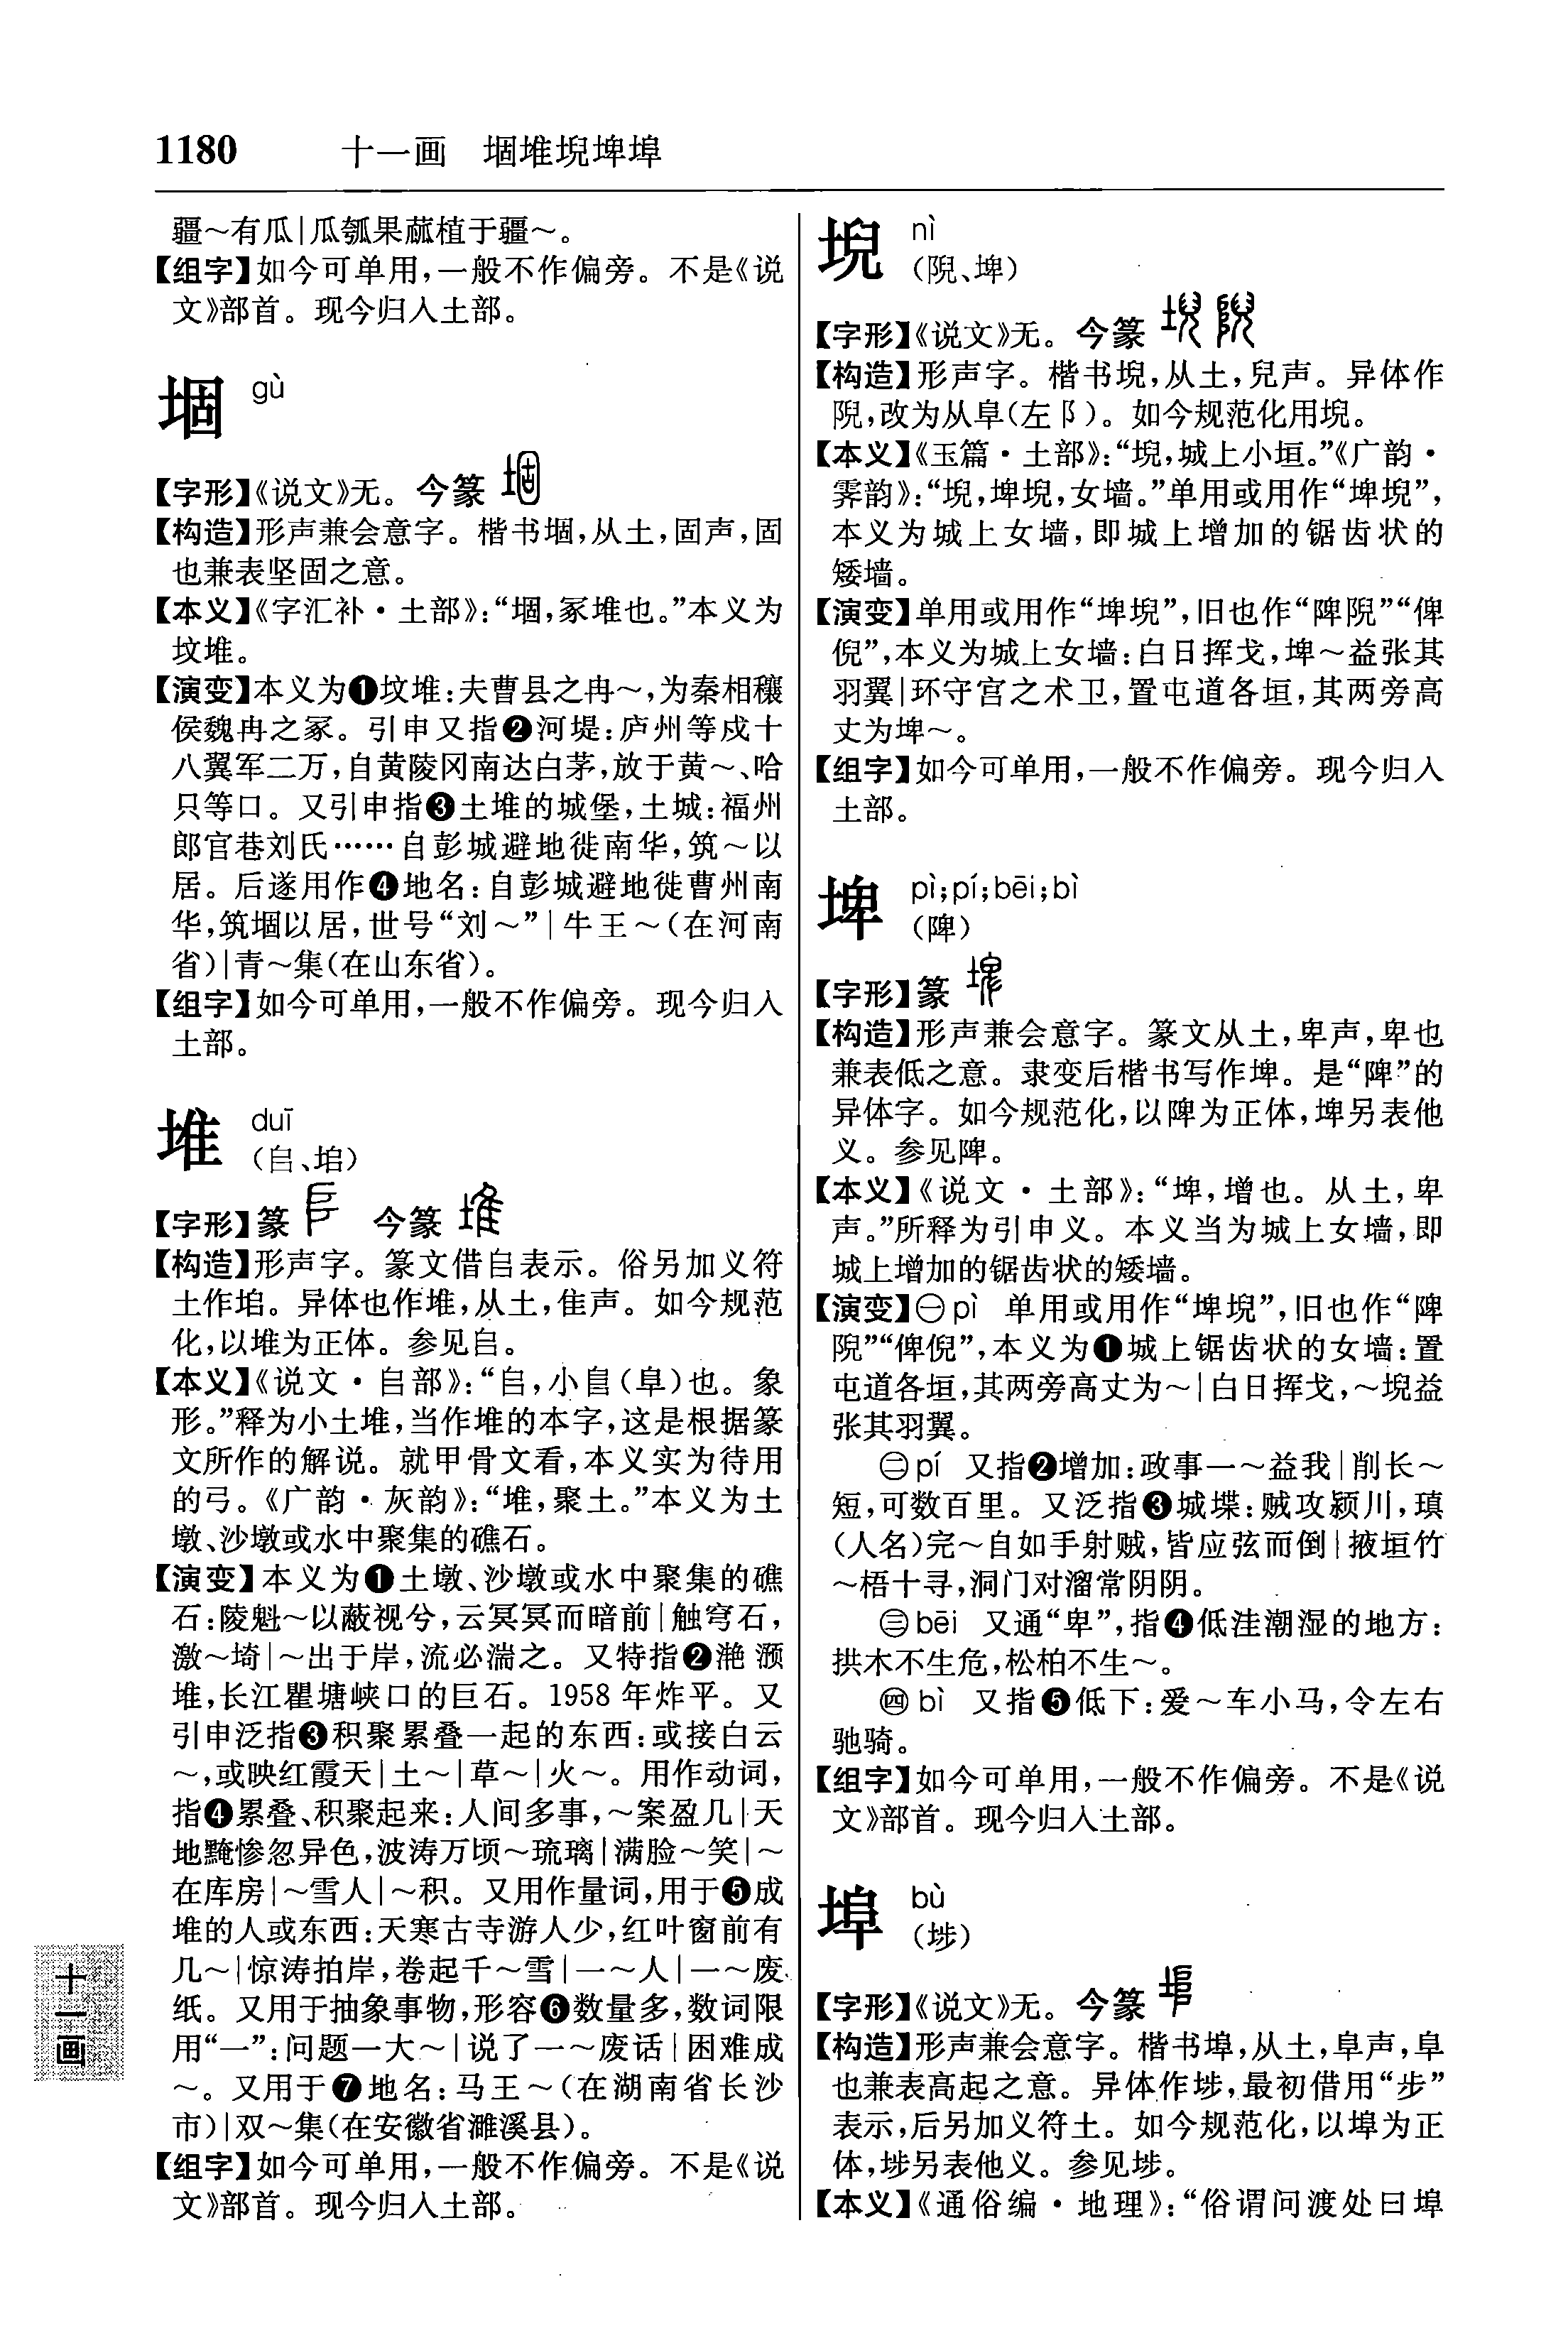 1180 十一画 堌堆堄埤埠
疆～有瓜|瓜瓠果蓏植于疆～。
【组字】如今可单用,一般不作偏旁。不是《说
文》部首。现今归入土部。
堌 gù
【字形】《说文》无。今篆
【构造】形声兼会意字。楷书堌,从土,固声,固
也兼表坚固之意。
【本义】《字汇补·土部》:“堌,冢堆也。”本义为
坟堆。
【演变】本义为❶坟堆:夫曹县之冉～,为秦相穰
侯魏冉之冢。引申又指❷河堤:庐州等戍十
八翼军二万,自黄陵冈南达白茅,放于黄～、哈
只等口。又引申指❸土堆的城堡,土城:福州
郎官巷刘氏……自彭城避地徙南华,筑～以
居。后遂用作❹地名:自彭城避地徙曹州南
华,筑堌以居,世号“刘～”|牛王～(在河南
省)|青～集(在山东省)。
【组字】如今可单用,一般不作偏旁。现今归入
土部。
堆 duī
(𠂤、塠)
【字形】篆 今篆
【构造】形声字。篆文借𠂤表示。俗另加义符
土作塠。异体也作堆,从土,隹声。如今规范
化,以堆为正体。参见𠂤。
【本义】《说文·𠂤部》:“𠂤,小𨸏(阜)也。象
形。”释为小土堆,当作堆的本字,这是根据篆
文所作的解说。就甲骨文看,本义实为待用
的弓。《广韵·灰韵》:“堆,聚土。”本义为土
墩、沙墩或水中聚集的礁石。
【演变】本义为❶土墩、沙墩或水中聚集的礁
石:陵魁～以蔽视兮,云冥冥而暗前|触穹石,
激～埼|～出于岸,流必湍之。又特指❷滟滪
堆,长江瞿塘峡口的巨石。1958年炸平。又
引申泛指❸积聚累叠一起的东西:或接白云
～,或映红霞天|土～|草～|火～。用作动词,
指❹累叠、积聚起来:人间多事,～案盈几|天
地黤惨忽异色,波涛万顷～琉璃|满脸～笑|～
在库房|～雪人|～积。又用作量词,用于❺成
堆的人或东西:天寒古寺游人少,红叶窗前有
几～|惊涛拍岸,卷起千～雪|一～人|一～废
纸。又用于抽象事物,形容❻数量多,数词限
用“一”:问题一大～|说了一～废话|困难成
～。又用于❼地名:马王～(在湖南省长沙
市)|双～集(在安徽省濉溪县)。
【组字】如今可单用,一般不作偏旁。不是《说
文》部首。现今归入土部。
堄 nì
(陒、埤)
【字形】《说文》无。今篆
【构造】形声字。楷书堄,从土,兒声。异体作
陒,改为从阜(左阝)。如今规范化用堄。
【本义】《玉篇·土部》:“堄,城上小垣。”《广韵·
霁韵》:“堄,埤堄,女墙。”单用或用作“埤堄”,
本义为城上女墙,即城上增加的锯齿状的
矮墙。
【演变】单用或用作“埤堄”,旧也作“陴陒”“俾
倪”,本义为城上女墙:白日挥戈,埤～益张其
羽翼|环守宫之术卫,置屯道各垣,其两旁高
丈为埤～。
【组字】如今可单用,一般不作偏旁。现今归入
土部。
埤 pì;pí;bēi;bì
(陴)
【字形】篆
【构造】形声兼会意字。篆文从土,卑声,卑也
兼表低之意。隶变后楷书写作埤。是“陴”的
异体字。如今规范化,以陴为正体,埤另表他
义。参见陴。
【本义】《说文·土部》:“埤,增也。从土,卑
声。”所释为引申义。本义当为城上女墙,即
城上增加的锯齿状的矮墙。
【演变】㊀pì 单用或用作“埤堄”,旧也作“陴
陒”“俾倪”,本义为❶城上锯齿状的女墙:置
屯道各垣,其两旁高丈为～|白日挥戈,～堄益
张其羽翼。
㊁pí 又指❷增加:政事一～益我|削长～
短,可数百里。又泛指❸城堞:贼攻颍川,瑱
(人名)完～自如手射贼,皆应弦而倒|掖垣竹
～梧十寻,洞门对溜常阴阴。
㊂bēi 又通“卑”,指❹低洼潮湿的地方:
拱木不生危,松柏不生～。
㊃bì 又指❺低下:爱～车小马,令左右
驰骑。
【组字】如今可单用,一般不作偏旁。不是《说
文》部首。现今归入土部。
埠 bù
(埗)
【字形】《说文》无。今篆
【构造】形声兼会意字。楷书埠,从土,阜声,阜
也兼表高起之意。异体作埗,最初借用“步”
表示,后另加义符土。如今规范化,以埠为正
体,埗另表他义。参见埗。
【本义】《通俗编·地理》:“俗谓问渡处曰埠
十一画